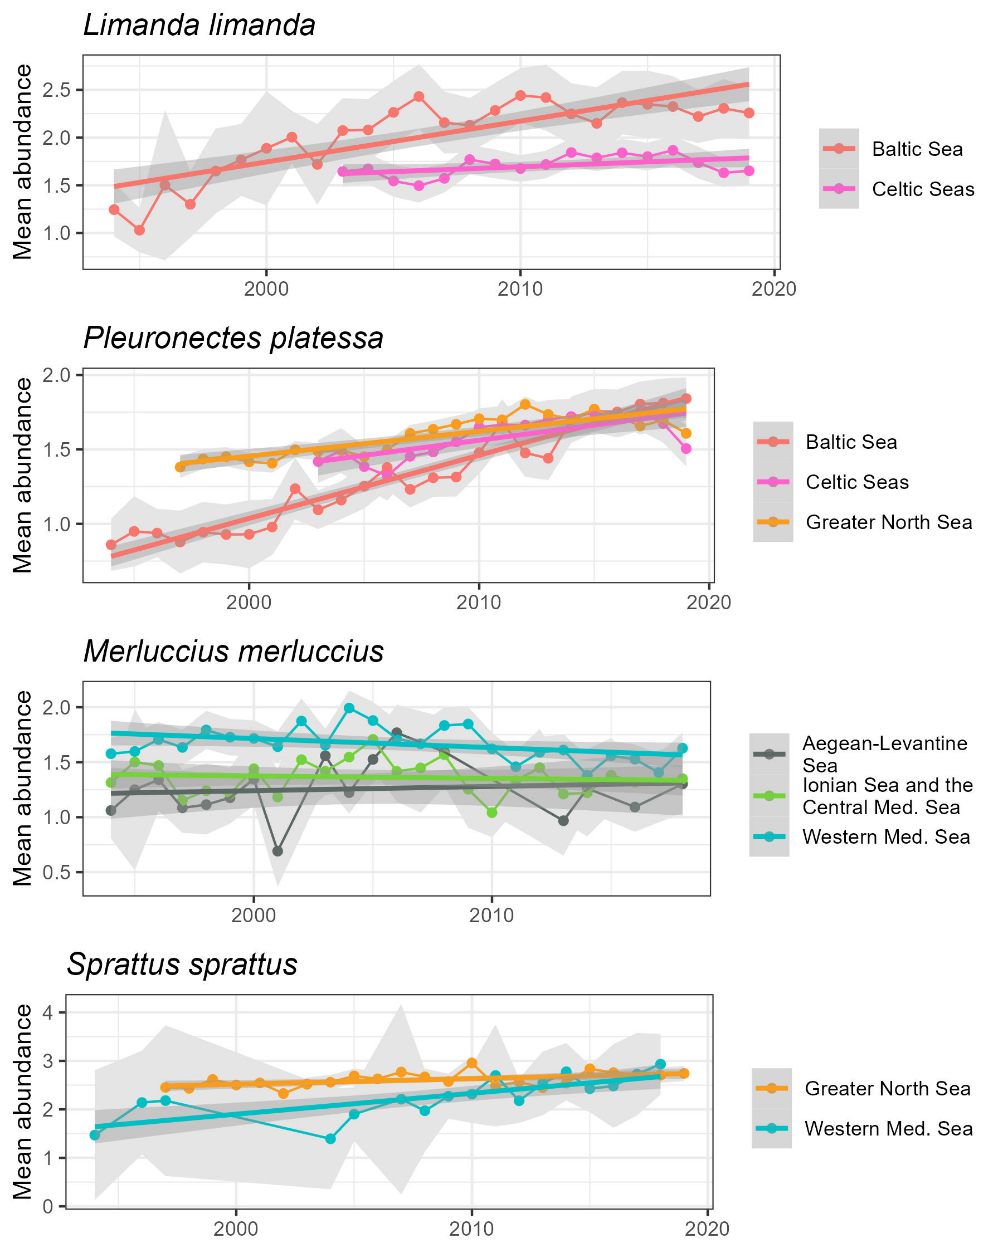 Limanda limanda
Mean abundance
2.5
2.0
1.5
1.0
2000
2010
2020
Baltic Sea
Celtic Seas
Pleuronectes platessa
Mean abundance
2.0
1.5
1.0
2000
2010
2020
Baltic Sea
Celtic Seas
Greater North Sea
Merluccius merluccius
Mean abundance
2.0
1.5
1.0
0.5
2000
2010
Aegean-Levantine
Sea
Ionian Sea and the
Central Med. Sea
Western Med. Sea
Sprattus sprattus
Mean abundance
4
3
2
1
0
2000
2010
2020
Greater North Sea
Western Med. Sea